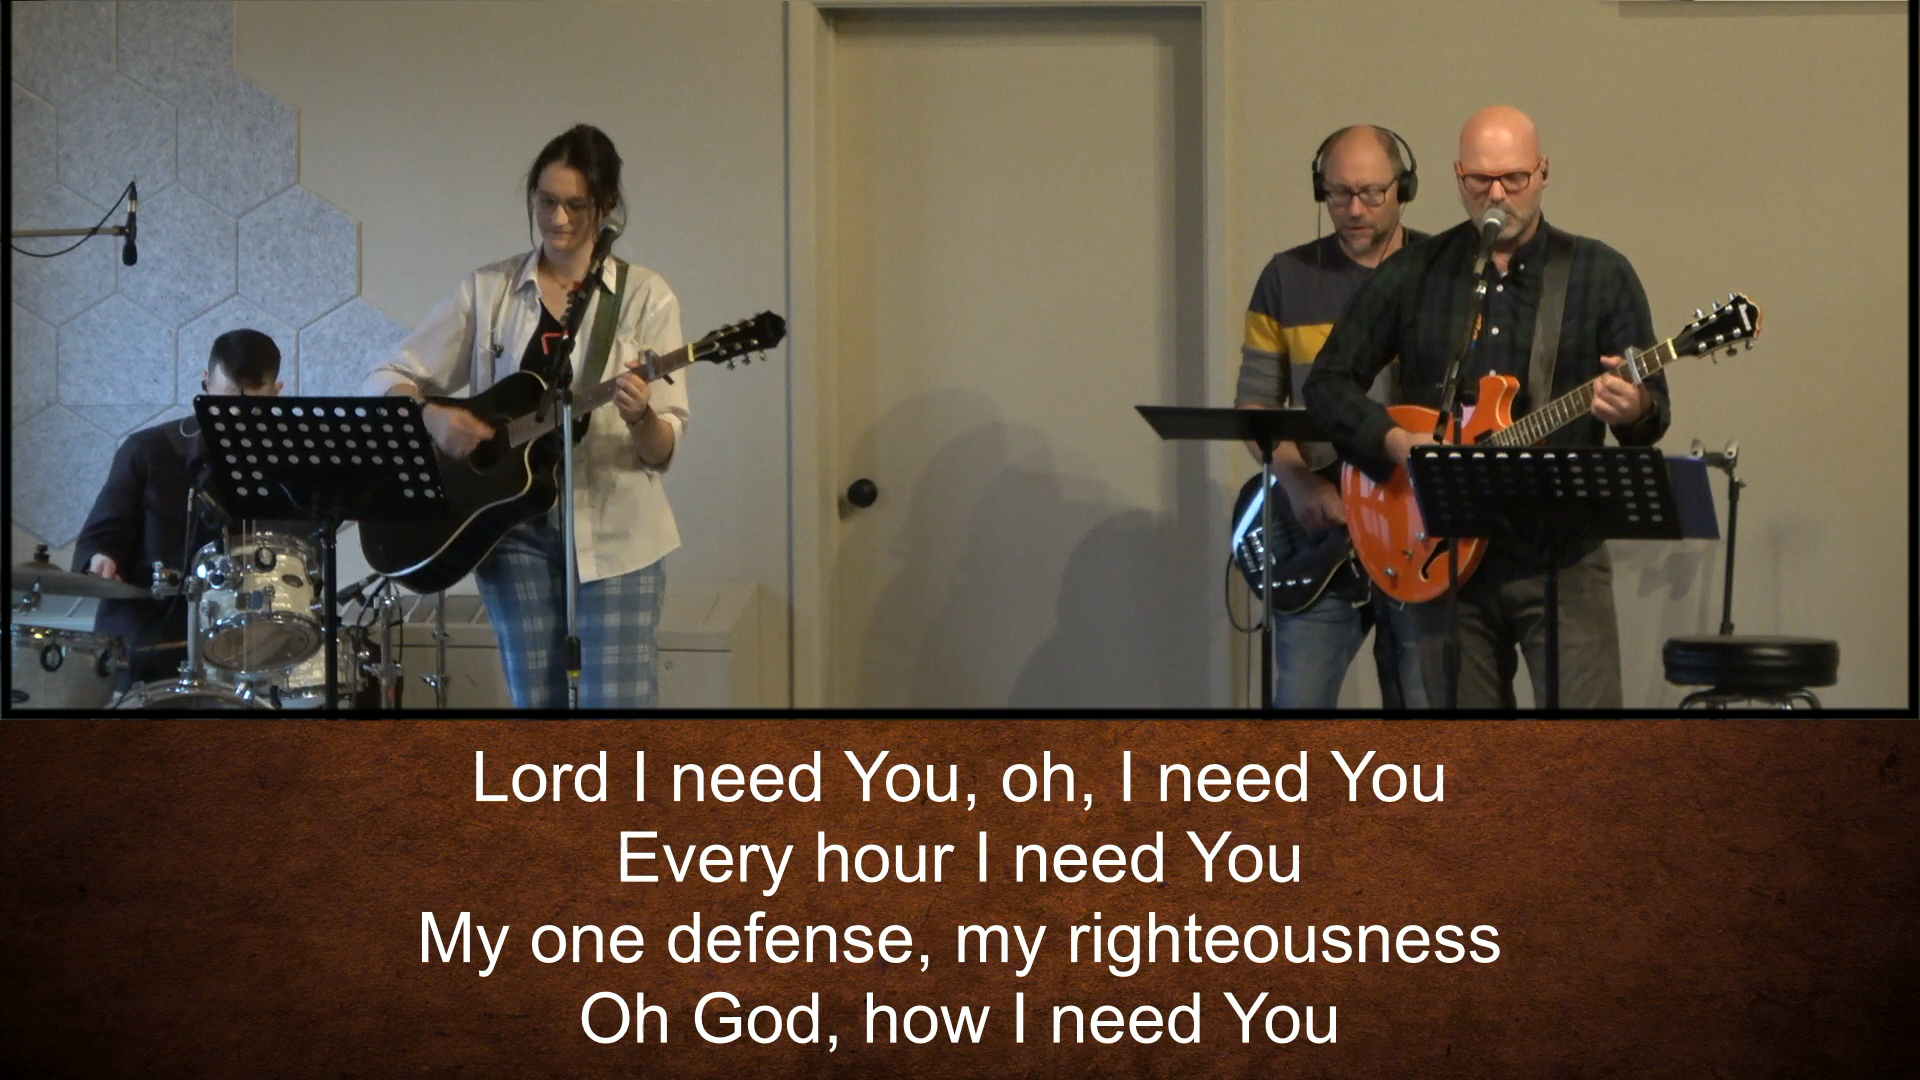 Lord I need You, oh, I need You
Every hour I need You
My one defense, my righteousness
Oh God, how I need You